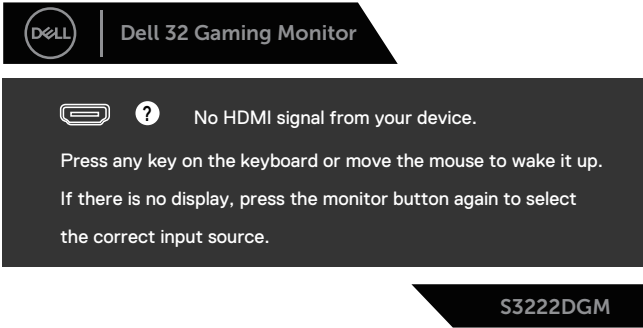 DELL
Dell 32 Gaming Monitor
? No HDMI signal from your device.
Press any key on the keyboard or move the mouse to wake it up.
If there is no display, press the monitor button again to select
the correct input source.
S3222DGM